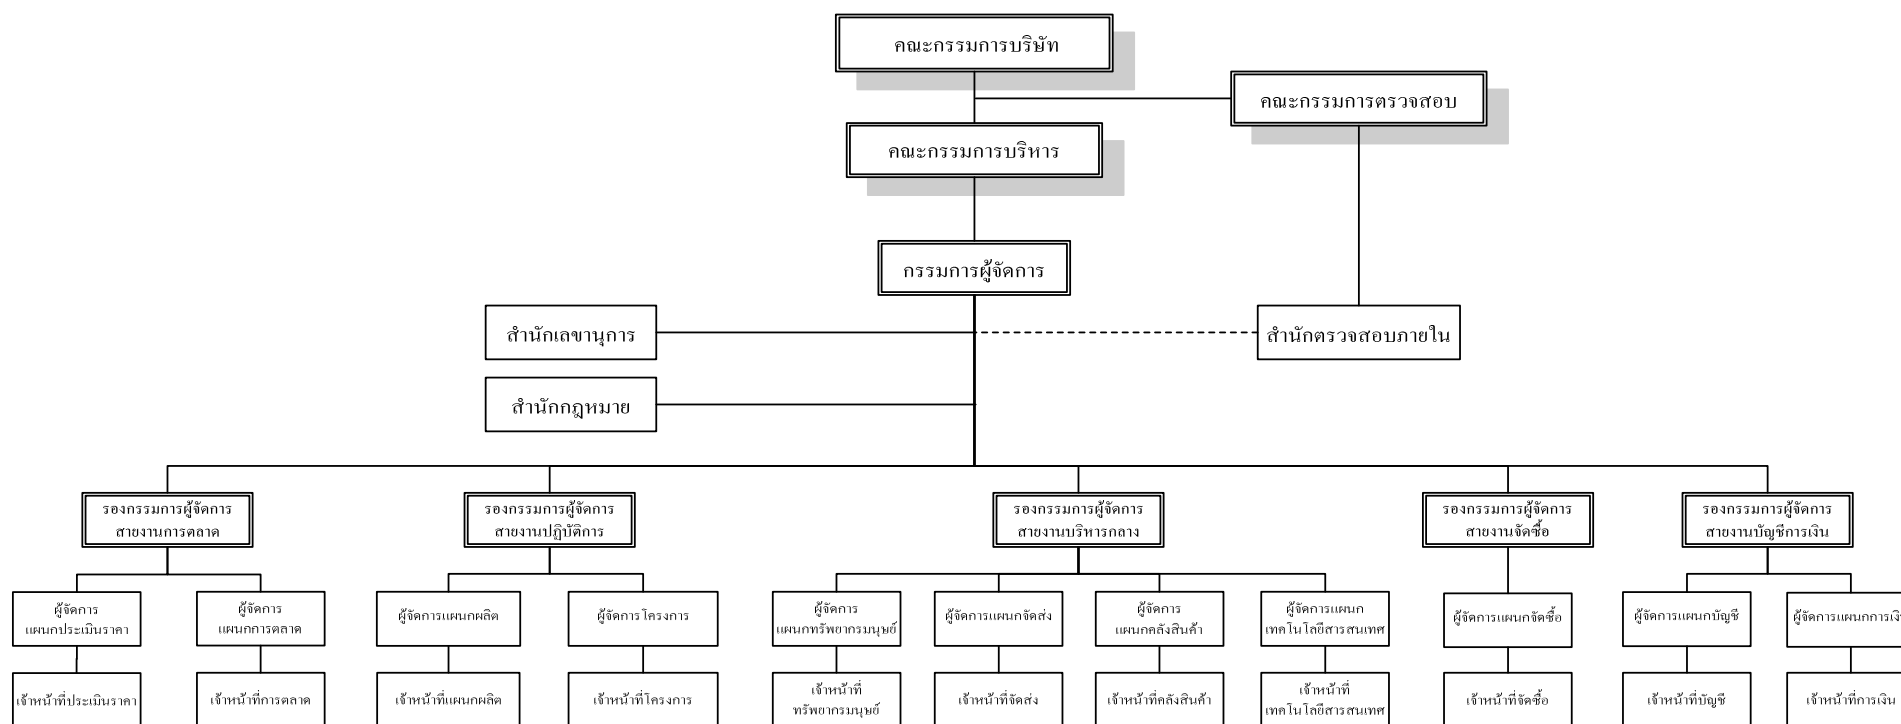 คณะกรรมการบริษัท
คณะกรรมการตรวจสอบ
คณะกรรมการบริหาร
กรรมการผู้จัดการ
สำนักเลขานุการ
สำนักตรวจสอบภายใน
สำนักกฎหมาย
รองกรรมการผู้จัดการ
สายงานการตลาด
รองกรรมการผู้จัดการ
สายงานปฏิบัติการ
รองกรรมการผู้จัดการ
สายงานบริหารกลาง
รองกรรมการผู้จัดการ
สายงานจัดซื้อ
รองกรรมการผู้จัดการ
สายงานบัญชีการเงิน
ผู้จัดการ
แผนกประเมินราคา
ผู้จัดการ
แผนกการตลาด
ผู้จัดการแผนกผลิต
ผู้จัดการโครงการ
ผู้จัดการ
แผนกทรัพยากรมนุษย์
ผู้จัดการแผนกจัดส่ง
ผู้จัดการ
แผนกคลังสินค้า
ผู้จัดการแผนก
เทคโนโลยีสารสนเทศ
ผู้จัดการแผนกจัดซื้อ
ผู้จัดการแผนกบัญชี
ผู้จัดการแผนกการเงิ
เจ้าหน้าที่ประเมินราคา
เจ้าหน้าที่การตลาด
เจ้าหน้าที่แผนกผลิต
เจ้าหน้าที่โครงการ
เจ้าหน้าที่
ทรัพยากรมนุษย์
เจ้าหน้าที่จัดส่ง
เจ้าหน้าที่คลังสินค้า
เจ้าหน้าที่
เทคโนโลยีสารสนเทศ
เจ้าหน้าที่จัดซื้อ
เจ้าหน้าที่บัญชี
เจ้าหน้าที่การเงิน